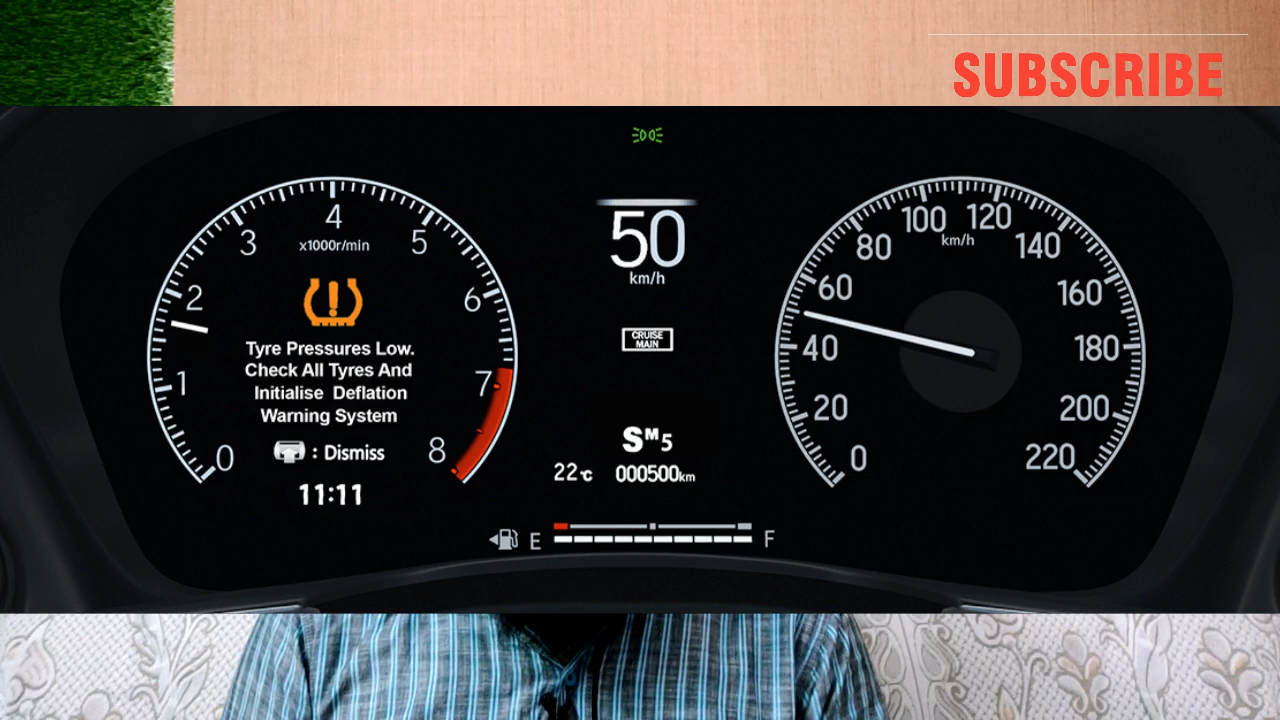 SUBSCRIBE
4
3
5
x1000r/min
2
6
Tyre Pressures Low.
Check All Tyres And
Initialise Deflation
Warning System
1
7
: Dismiss
0
8
11:11
50
km/h
CRUISE
MAIN
SM5
22°C 000500km
E F
100 120
km/h
80 140
60 160
40 180
20 200
0 220